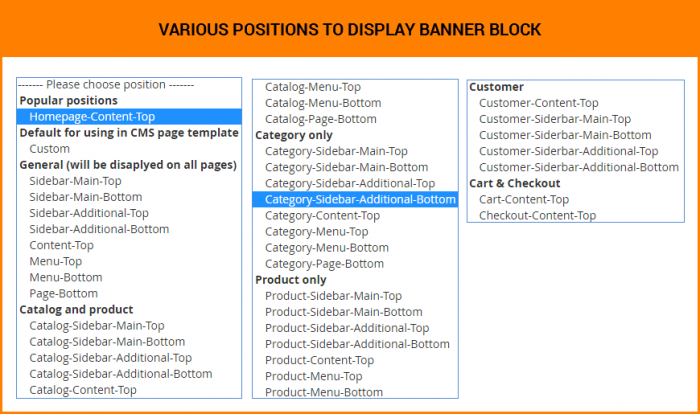 VARIOUS POSITIONS TO DISPLAY BANNER BLOCK
------- Please choose position -------
Popular positions
Homepage-Content-Top
Default for using in CMS page template
Custom
General (will be disaplyed on all pages)
Sidebar-Main-Top
Sidebar-Main-Bottom
Sidebar-Additional-Top
Sidebar-Additional-Bottom
Content-Top
Menu-Top
Menu-Bottom
Page-Bottom
Catalog and product
Catalog-Sidebar-Main-Top
Catalog-Sidebar-Main-Bottom
Catalog-Sidebar-Additional-Top
Catalog-Sidebar-Additional-Bottom
Catalog-Content-Top
Catalog-Menu-Top
Catalog-Menu-Bottom
Catalog-Page-Bottom
Category only
Category-Sidebar-Main-Top
Category-Sidebar-Main-Bottom
Category-Sidebar-Additional-Top
Category-Sidebar-Additional-Bottom
Category-Content-Top
Category-Menu-Top
Category-Menu-Bottom
Category-Page-Bottom
Product only
Product-Sidebar-Main-Top
Product-Sidebar-Main-Bottom
Product-Sidebar-Additional-Top
Product-Sidebar-Additional-Bottom
Product-Content-Top
Product-Menu-Top
Product-Menu-Bottom
Customer
Customer-Content-Top
Customer-Siderbar-Main-Top
Customer-Siderbar-Main-Bottom
Customer-Siderbar-Additional-Top
Customer-Siderbar-Additional-Bottom
Cart & Checkout
Cart-Content-Top
Checkout-Content-Top